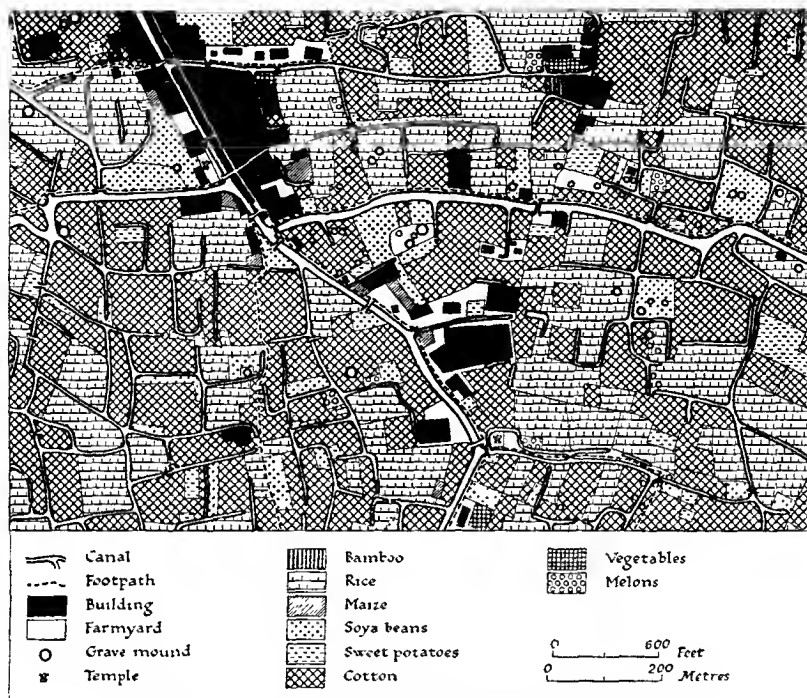 Canal
Footpath
Building
Farmyard
Grave mound
Temple
Bamboo
Rice
Maize
Soya beans
Sweet potatoes
Cotton
Vegetables
Melons
0 600 Feet
0 200 Metres